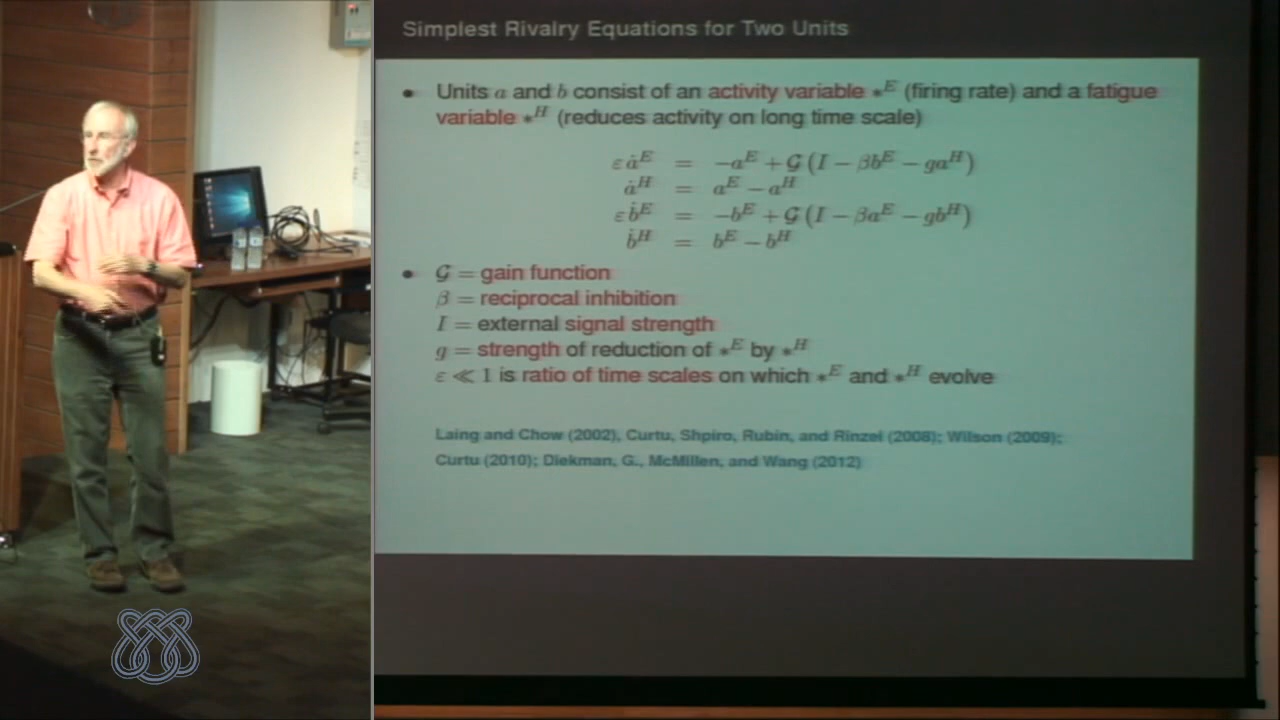 Simplest Rivalry Equations for Two Units
• Units a and b consist of an activity variable *^E (firing rate) and a fatigue
variable *^H (reduces activity on long time scale)
εȧ^E = −a^E + 𝒢 (I − βb^E − ga^H)
ȧ^H = a^E − a^H
εḃ^E = −b^E + 𝒢 (I − βa^E − gb^H)
ḃ^H = b^E − b^H
• 𝒢 = gain function
β = reciprocal inhibition
I = external signal strength
g = strength of reduction of *^E by *^H
ε ≪ 1 is ratio of time scales on which *^E and *^H evolve
Laing and Chow (2002), Curtu, Shpiro, Rubin, and Rinzel (2008); Wilson (2009);
Curtu (2010); Diekman, G., McMillen, and Wang (2012)